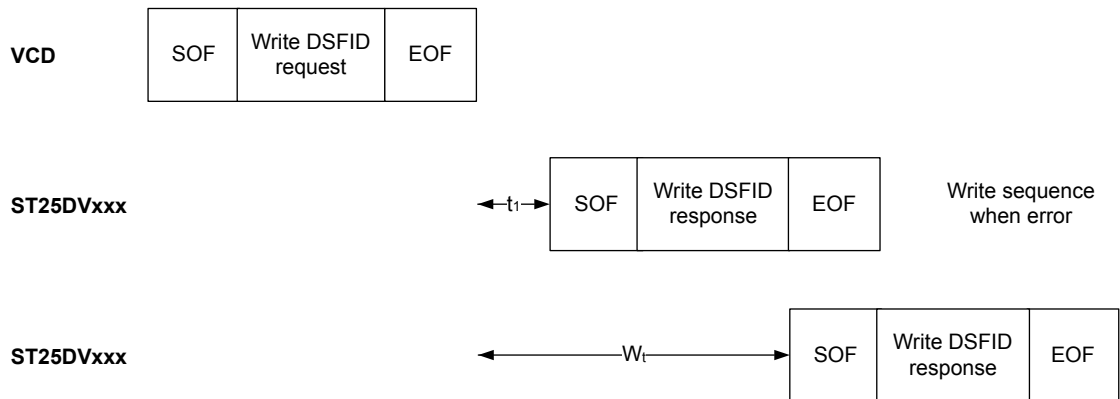 VCD
SOF
Write DSFID
request
EOF
ST25DVxxx
t₁
SOF
Write DSFID
response
EOF
Write sequence
when error
ST25DVxxx
Wₜ
SOF
Write DSFID
response
EOF